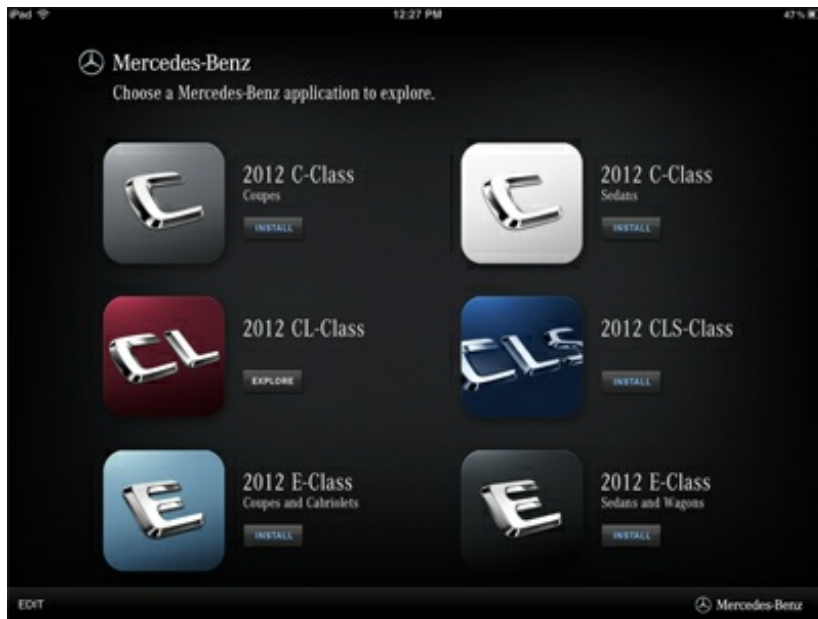 iPad 12:27 PM 47%
Mercedes-Benz
Choose a Mercedes-Benz application to explore.
C
2012 C-Class
Coupes
INSTALL
C
2012 C-Class
Sedans
INSTALL
CL
2012 CL-Class
EXPLORE
CLS
2012 CLS-Class
INSTALL
E
2012 E-Class
Coupes and Cabriolets
INSTALL
E
2012 E-Class
Sedans and Wagons
INSTALL
EDIT
Mercedes-Benz